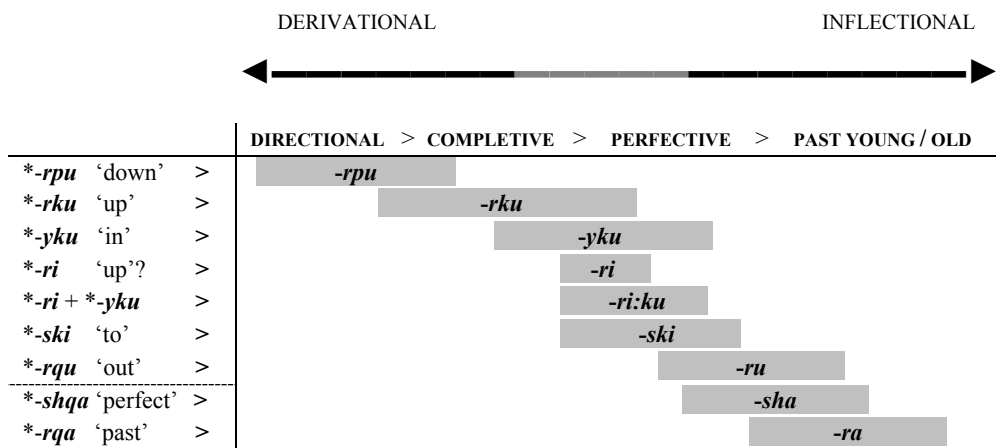 DERIVATIONAL INFLECTIONAL
DIRECTIONAL > COMPLETIVE > PERFECTIVE > PAST YOUNG / OLD
*-rpu ‘down’ > -rpu
*-rku ‘up’ > -rku
*-yku ‘in’ > -yku
*-ri ‘up’? > -ri
*-ri + *-yku > -ri:ku
*-ski ‘to’ > -ski
*-rqu ‘out’ > -ru
*-shqa ‘perfect’ > -sha
*-rqa ‘past’ > -ra